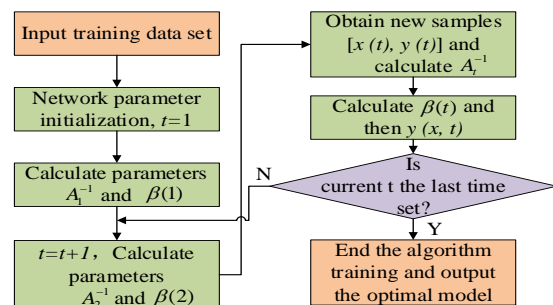 Input training data set
Network parameter
initialization, t=1
Calculate parameters
A₁⁻¹ and β(1)
t=t+1, Calculate
parameters
A₂⁻¹ and β(2)
Obtain new samples
[x (t), y (t)] and
calculate Aₜ⁻¹
Calculate β(t) and
then y (x, t)
Is
current t the last time
set?
N
Y
End the algorithm
training and output
the optimal model